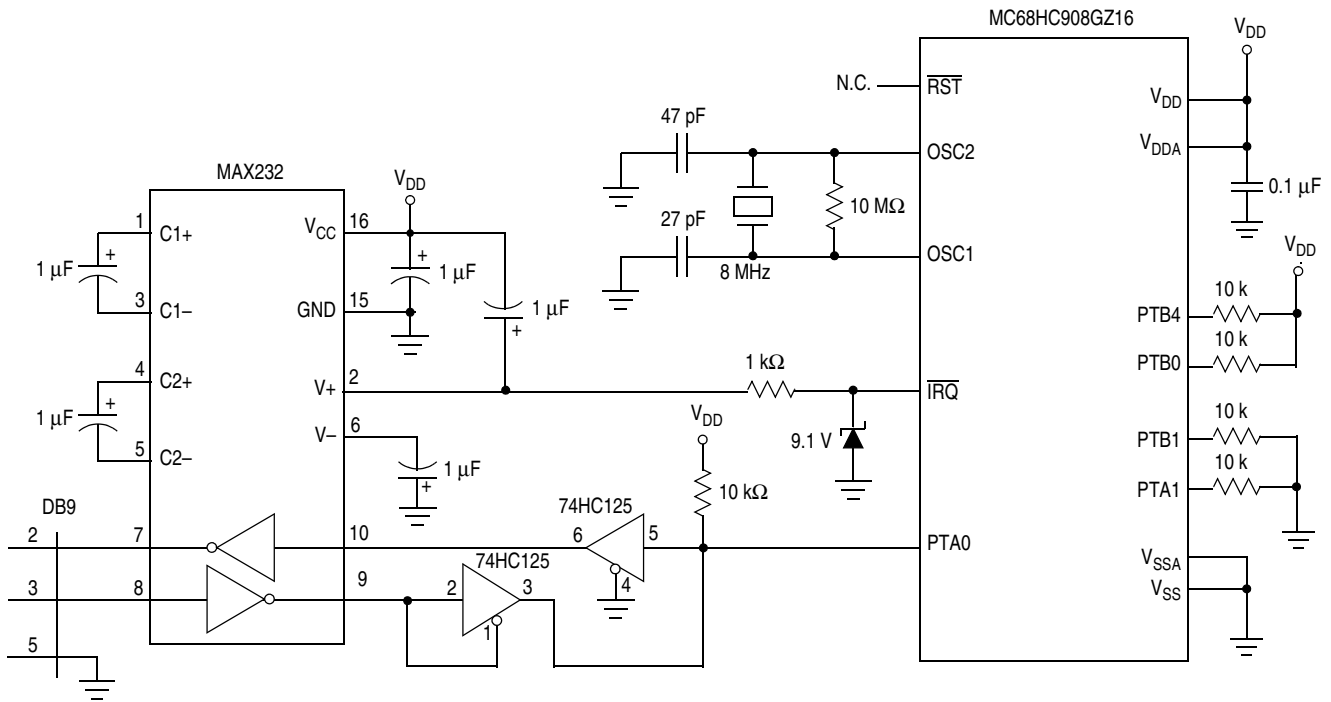 MC68HC908GZ16
V_DD
N.C.
RST
V_DD
47 pF
OSC2
V_DDA
MAX232
10 MΩ
0.1 µF
V_DD
27 pF
1
C1+
V_CC
16
+
1 µF
+
1 µF
8 MHz
OSC1
V_DD
3
C1–
GND
15
1 µF
+
10 k
PTB4
10 k
PTB0
4
C2+
V+
2
1 kΩ
IRQ
+
1 µF
V–
6
V_DD
9.1 V
10 k
PTB1
5
C2–
1 µF
+
10 k
PTA1
10 kΩ
DB9
74HC125
2
7
10
6
5
4
PTA0
74HC125
3
8
9
2
3
1
V_SSA
V_SS
5